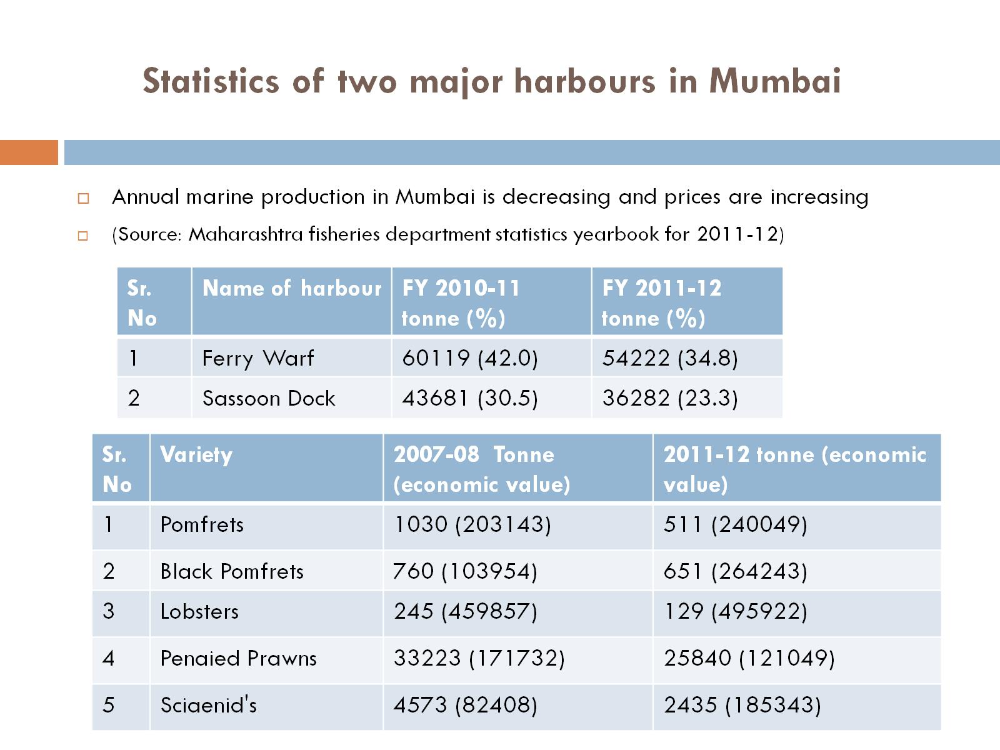 Statistics of two major harbours in Mumbai
Annual marine production in Mumbai is decreasing and prices are increasing
(Source: Maharashtra fisheries department statistics yearbook for 2011-12)
Sr. No Name of harbour FY 2010-11 tonne (%) FY 2011-12 tonne (%)
1 Ferry Warf 60119 (42.0) 54222 (34.8)
2 Sassoon Dock 43681 (30.5) 36282 (23.3)
Sr. No Variety 2007-08 Tonne (economic value) 2011-12 tonne (economic value)
1 Pomfrets 1030 (203143) 511 (240049)
2 Black Pomfrets 760 (103954) 651 (264243)
3 Lobsters 245 (459857) 129 (495922)
4 Penaied Prawns 33223 (171732) 25840 (121049)
5 Sciaenid's 4573 (82408) 2435 (185343)